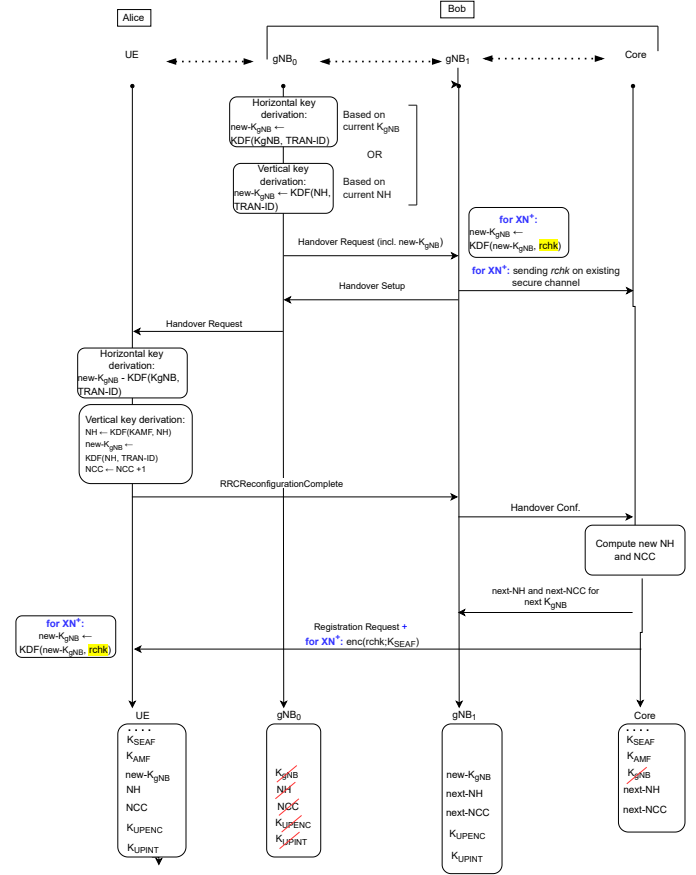 Alice
Bob
UE
gNB0
gNB1
Core
Horizontal key
derivation:
new-KgNB ←
KDF(KgNB, TRAN-ID)
Based on
current KgNB
OR
Vertical key
derivation:
new-KgNB ← KDF(NH,
TRAN-ID)
Based on
current NH
for XN+:
new-KgNB ←
KDF(new-KgNB, rchk)
Handover Request (incl. new-KgNB)
for XN+: sending rchk on existing
secure channel
Handover Setup
Handover Request
Horizontal key
derivation:
new-KgNB - KDF(KgNB,
TRAN-ID)
Vertical key derivation:
NH ← KDF(KAMF, NH)
new-KgNB ←
KDF(NH, TRAN-ID)
NCC ← NCC +1
RRCReconfigurationComplete
Handover Conf.
Compute new NH
and NCC
next-NH and next-NCC for
next KgNB
for XN+:
new-KgNB ←
KDF(new-KgNB, rchk)
Registration Request +
for XN+: enc(rchk;KSEAF)
UE
....
KSEAF
KAMF
new-KgNB
NH
NCC
KUPENC
KUPINT
gNB0
KgNB
NH
NCC
KUPENC
KUPINT
gNB1
new-KgNB
next-NH
next-NCC
KUPENC
KUPINT
Core
....
KSEAF
KAMF
KgNB
next-NH
next-NCC